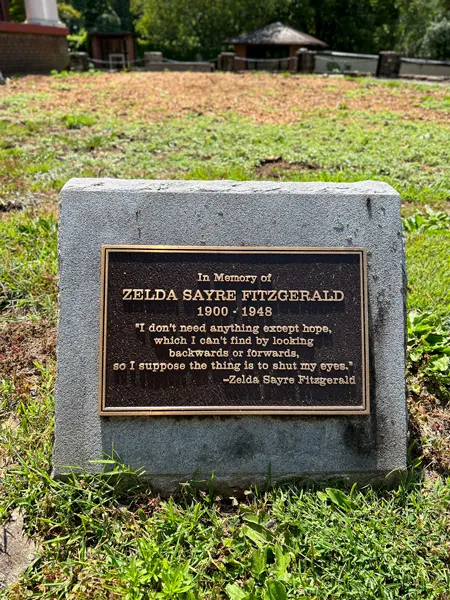 In Memory of
ZELDA SAYRE FITZGERALD
1900 - 1948
"I don't need anything except hope,
which I can't find by looking
backwards or forwards,
so I suppose the thing is to shut my eyes."
-Zelda Sayre Fitzgerald